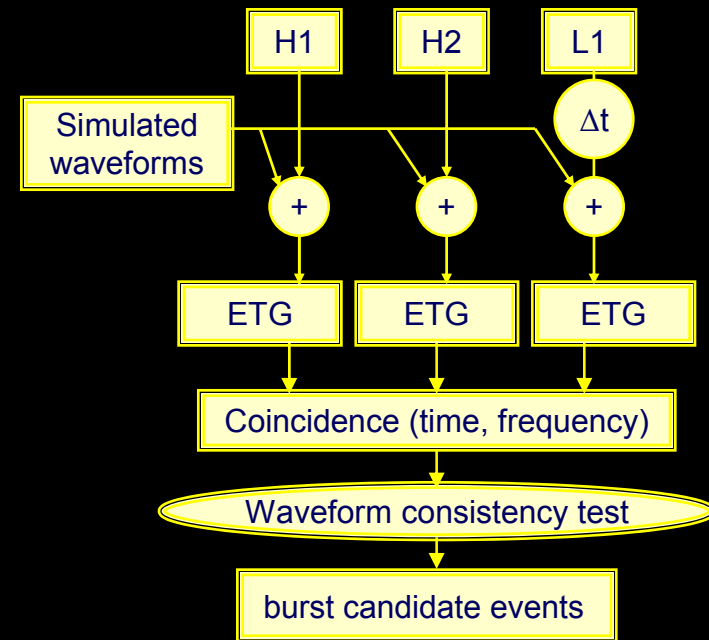 H1
H2
L1
Simulated
waveforms
Δt
+
+
+
ETG
ETG
ETG
Coincidence (time, frequency)
Waveform consistency test
burst candidate events